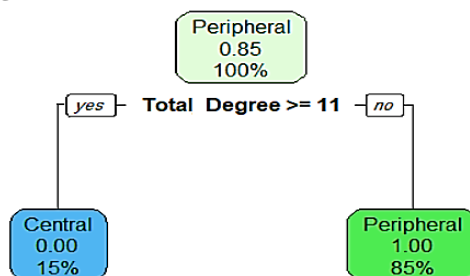 Peripheral
0.85
100%
yes Total Degree >= 11 no
Central
0.00
15%
Peripheral
1.00
85%